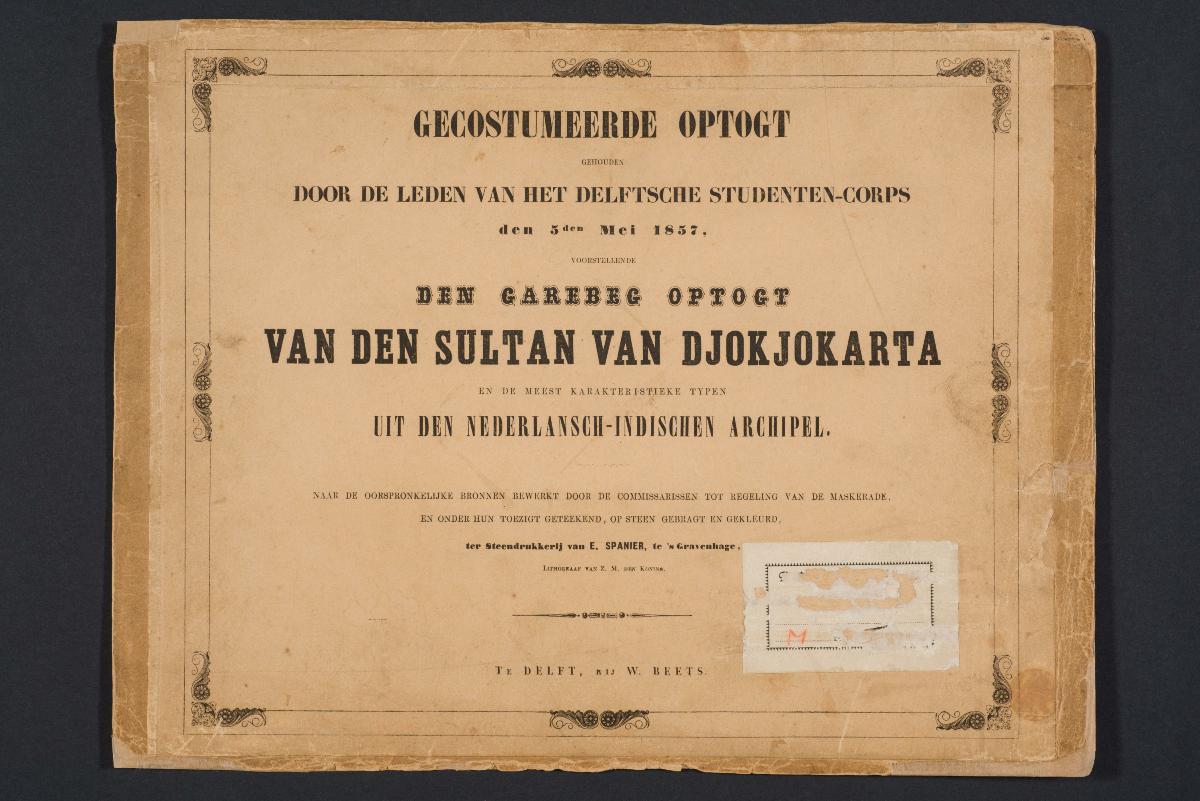 GECOSTUMEERDE OPTOGT
GEHOUDEN
DOOR DE LEDEN VAN HET DELFTSCHE STUDENTEN-CORPS
den 5den Mei 1857,
VOORSTELLENDE
DEN GAREBEG OPTOGT
VAN DEN SULTAN VAN DJOKJOKARTA
EN DE MEEST KARAKTERISTIEKE TYPEN
UIT DEN NEDERLANSCH-INDISCHEN ARCHIPEL.
NAAR DE OORSPRONKELIJKE BRONNEN BEWERKT DOOR DE COMMISSARISSEN TOT REGELING VAN DE MASKERADE,
EN ONDER HUN TOEZIGT GETEEKEND, OP STEEN GEBRAGT EN GEKLEURD,
ter Steendrukkerij van E. SPANIER, te 's Gravenhage,
LITHOGRAAF VAN Z. M. DEN KONING.
TE DELFT, BIJ W. BEETS.
M